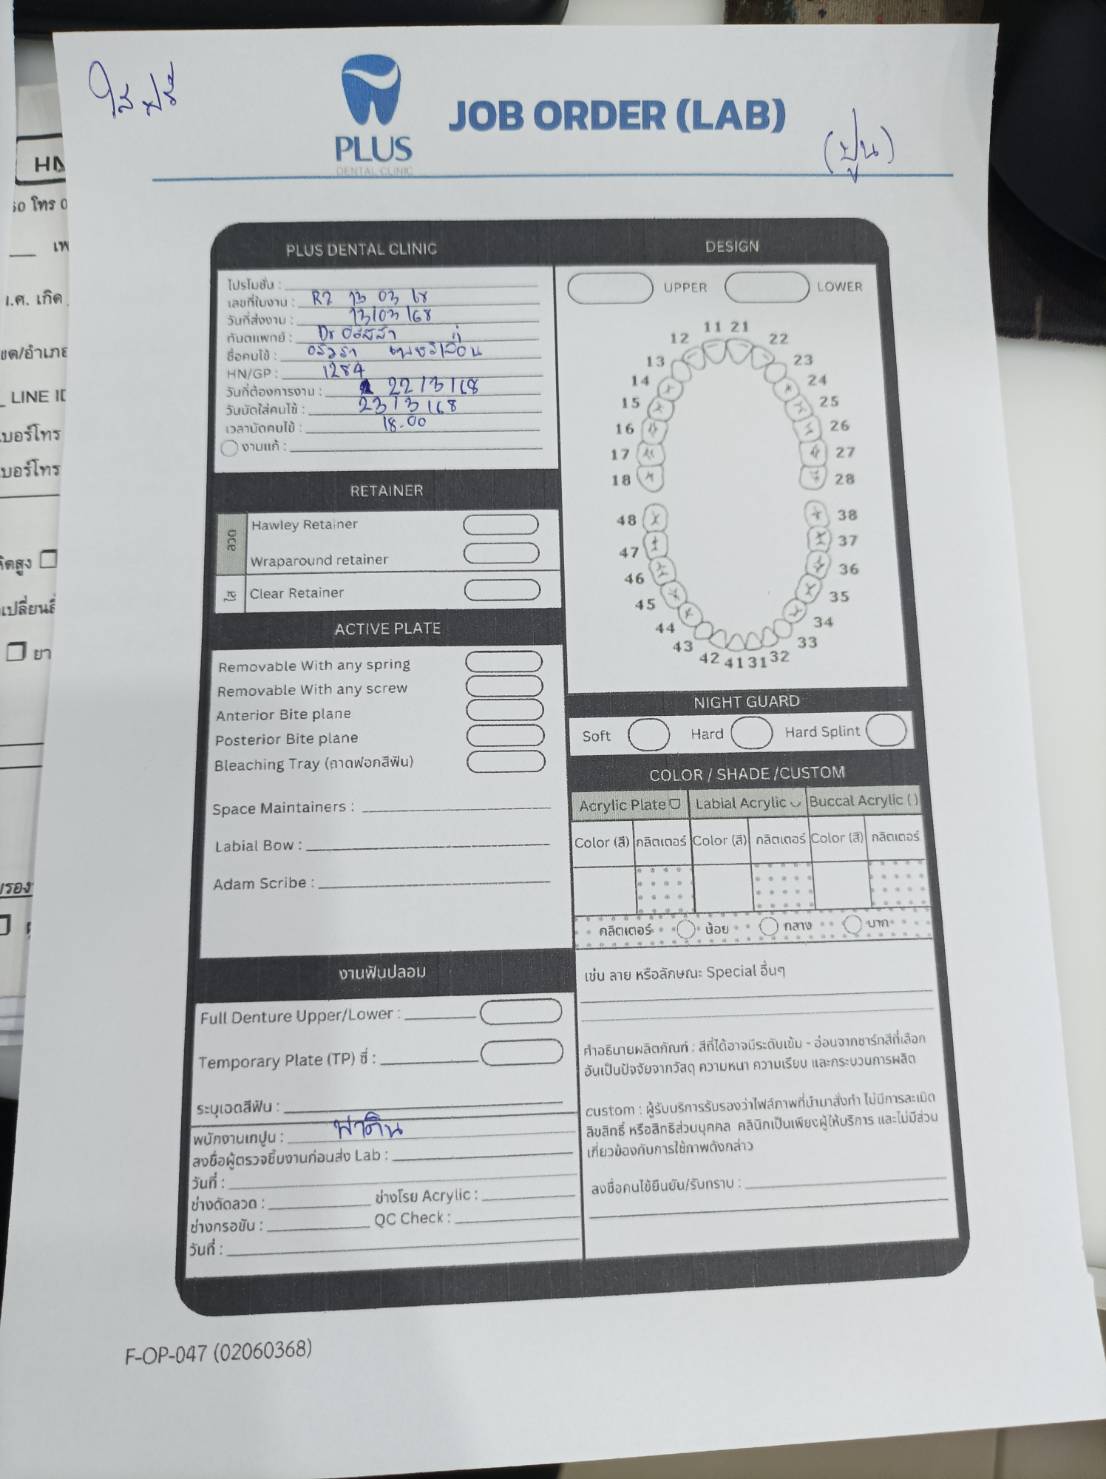 JOB ORDER (LAB)
PLUS
DENTAL CLINIC
(ปูน)
HN
PLUS DENTAL CLINIC
โปรโมชั่น :
เลขที่ใบงาน : R2 13 03 68
วันที่ส่งงาน : 13/03/68
ทันตแพทย์ : Dr
ชื่อคนไข้ :
HN/GP : 1284
วันที่ต้องการงาน : 22/3/68
วันนัดใส่คนไข้ : 23/3/68
เวลานัดคนไข้ : 18.00
งานแก้ :
RETAINER
ลวด
Hawley Retainer
Wraparound retainer
ใส
Clear Retainer
ACTIVE PLATE
Removable With any spring
Removable With any screw
Anterior Bite plane
Posterior Bite plane
Bleaching Tray (ถาดฟอกสีฟัน)
Space Maintainers :
Labial Bow :
Adam Scribe :
งานฟันปลอม
Full Denture Upper/Lower :
Temporary Plate (TP) ซี่ :
ระบุเฉดสีฟัน :
พนักงานเมนู :
ลงชื่อผู้ตรวจชิ้นงานก่อนส่ง Lab :
วันที่ :
ช่างดัดลวด :
ช่างโรย Acrylic :
ช่างกรอขัน :
QC Check :
วันที่ :
DESIGN
UPPER
LOWER
11 21
12 22
13 23
14 24
15 25
16 26
17 27
18 28
48 38
47 37
46 36
45 35
44 34
43 33
42 41 31 32
NIGHT GUARD
Soft
Hard
Hard Splint
COLOR / SHADE /CUSTOM
Acrylic Plate
Labial Acrylic
Buccal Acrylic ( )
Color (สี) กลิตเตอร์ Color (สี) กลิตเตอร์ Color (สี) กลิตเตอร์
กลิตเตอร์ น้อย กลาง มาก
เช่น ลาย หรือลักษณะ Special อื่นๆ
คำอธิบายผลิตภัณฑ์ : สีที่ได้อาจมีระดับเข้ม - อ่อนจากชาร์ทสีที่เลือก
อันเป็นปัจจัยจากวัสดุ ความหนา ความเรียบ และกระบวนการผลิต
custom : ผู้รับบริการรับรองว่าไฟล์ภาพที่นำมาสั่งทำ ไม่มีการละเมิด
ลิขสิทธิ์ หรือสิทธิส่วนบุคคล คลินิกเป็นเพียงผู้ให้บริการ และไม่มีส่วน
เกี่ยวข้องกับการใช้ภาพดังกล่าว
ลงชื่อคนไข้ยืนยัน/รับทราบ :
F-OP-047 (02060368)